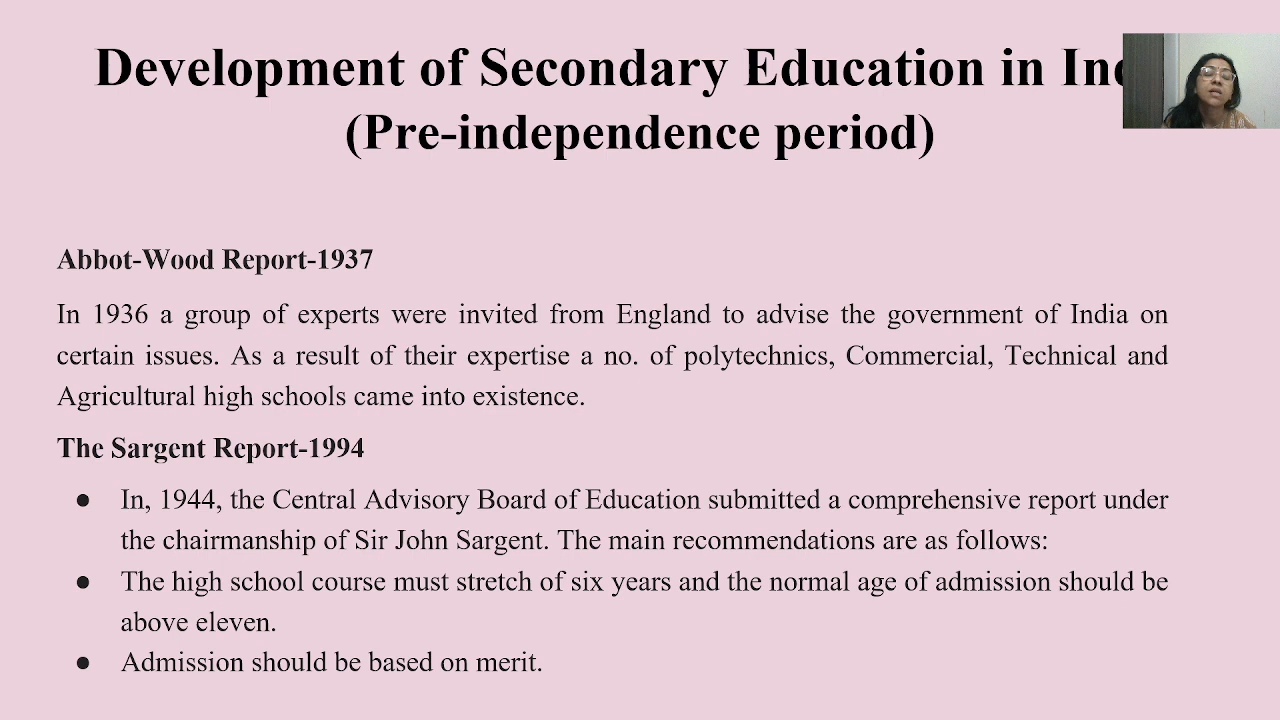 Development of Secondary Education in
(Pre-independence period)
Abbot-Wood Report-1937
In 1936 a group of experts were invited from England to advise the government of India on
certain issues. As a result of their expertise a no. of polytechnics, Commercial, Technical and
Agricultural high schools came into existence.
The Sargent Report-1994
● In, 1944, the Central Advisory Board of Education submitted a comprehensive report under
the chairmanship of Sir John Sargent. The main recommendations are as follows:
● The high school course must stretch of six years and the normal age of admission should be
above eleven.
● Admission should be based on merit.